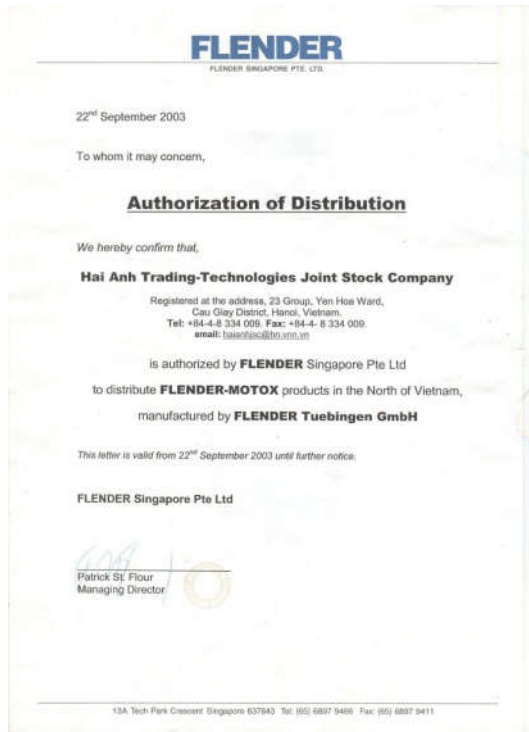 FLENDER
FLENDER SINGAPORE PTE. LTD.
22nd September 2003
To whom it may concern,
Authorization of Distribution
We hereby confirm that,
Hai Anh Trading-Technologies Joint Stock Company
Registered at the address, 23 Group, Yen Hoa Ward,
Cau Giay District, Hanoi, Vietnam.
Tel: +84-4-8 334 009. Fax: +84-4- 8 334 009.
email: haianhjsc@hn.vnn.vn
is authorized by FLENDER Singapore Pte Ltd
to distribute FLENDER-MOTOX products in the North of Vietnam,
manufactured by FLENDER Tuebingen GmbH
This letter is valid from 22nd September 2003 until further notice.
FLENDER Singapore Pte Ltd
Patrick St. Flour
Managing Director
13A Tech Park Crescent Singapore 637843 Tel: (65) 6897 9466 Fax: (65) 6897 9411